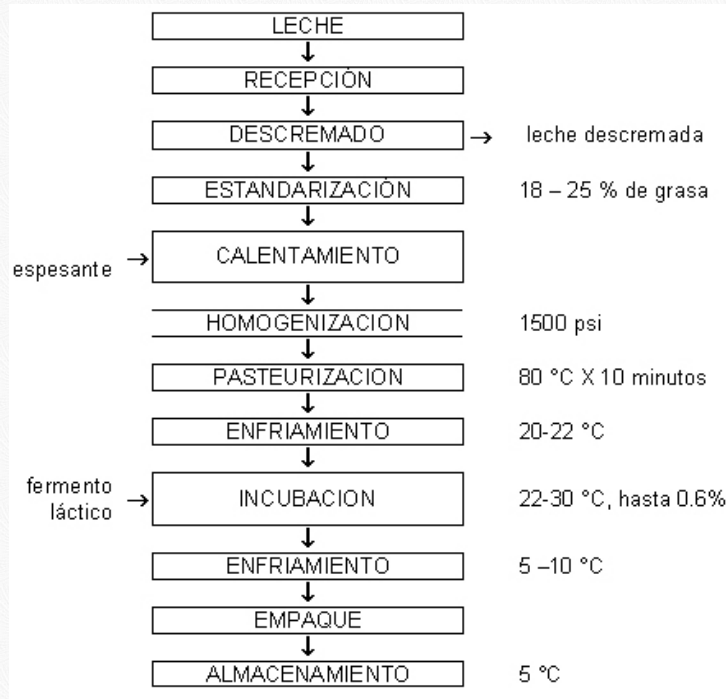 LECHE
RECEPCIÓN
DESCREMADO → leche descremada
ESTANDARIZACIÓN 18 – 25 % de grasa
espesante → CALENTAMIENTO
HOMOGENIZACION 1500 psi
PASTEURIZACION 80 °C X 10 minutos
ENFRIAMIENTO 20-22 °C
fermento
láctico → INCUBACION 22-30 °C, hasta 0.6%
ENFRIAMIENTO 5 –10 °C
EMPAQUE
ALMACENAMIENTO 5 °C